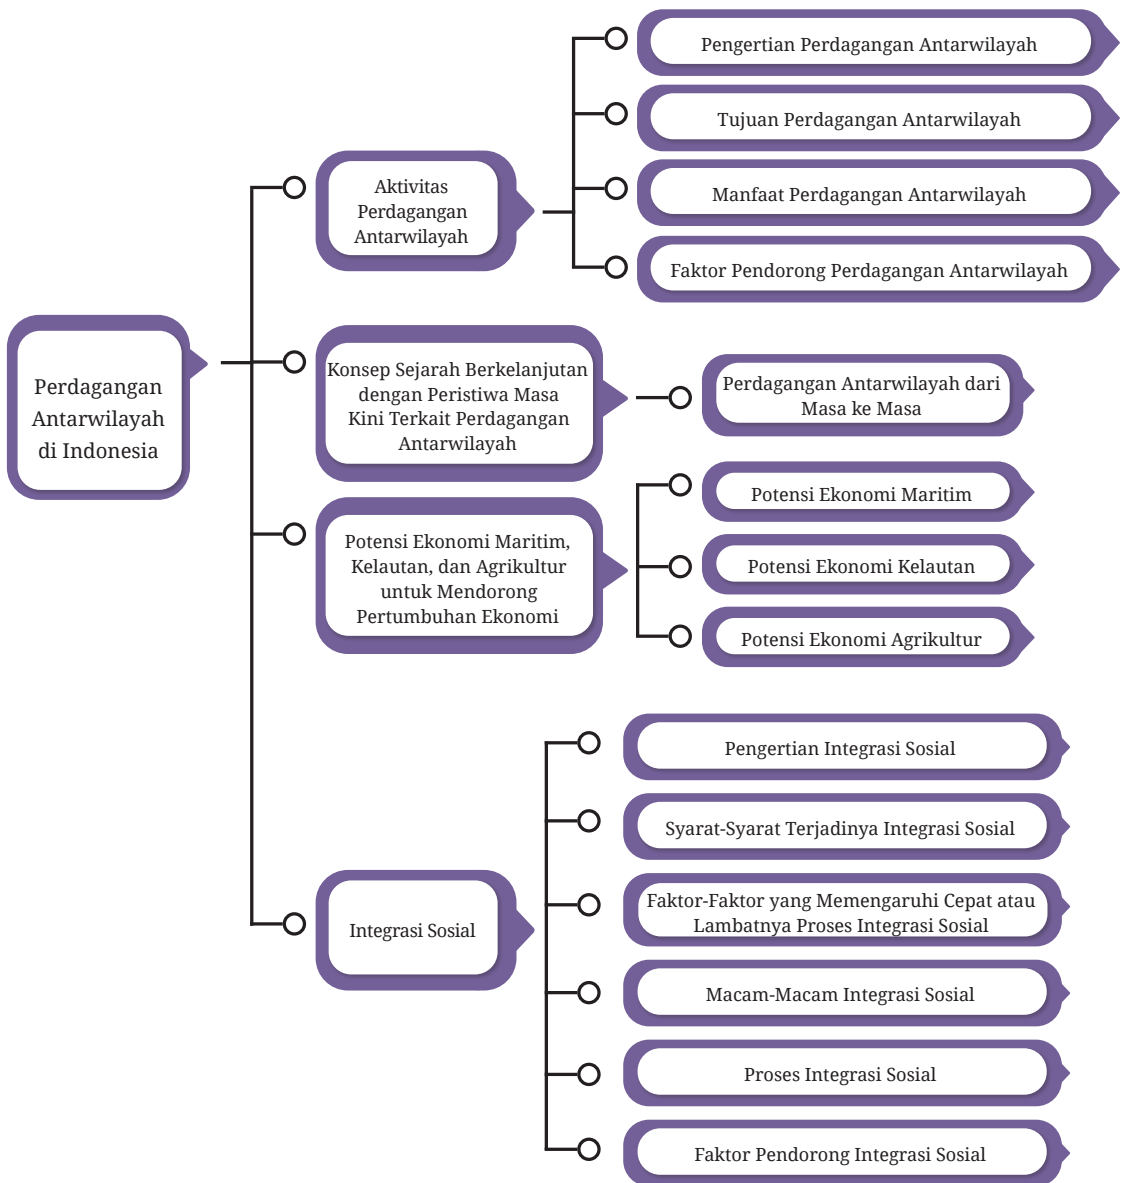 Perdagangan
Antarwilayah
di Indonesia
Aktivitas
Perdagangan
Antarwilayah
Pengertian Perdagangan Antarwilayah
Tujuan Perdagangan Antarwilayah
Manfaat Perdagangan Antarwilayah
Faktor Pendorong Perdagangan Antarwilayah
Konsep Sejarah Berkelanjutan
dengan Peristiwa Masa
Kini Terkait Perdagangan
Antarwilayah
Perdagangan Antarwilayah dari
Masa ke Masa
Potensi Ekonomi Maritim,
Kelautan, dan Agrikultur
untuk Mendorong
Pertumbuhan Ekonomi
Potensi Ekonomi Maritim
Potensi Ekonomi Kelautan
Potensi Ekonomi Agrikultur
Integrasi Sosial
Pengertian Integrasi Sosial
Syarat-Syarat Terjadinya Integrasi Sosial
Faktor-Faktor yang Memengaruhi Cepat atau
Lambatnya Proses Integrasi Sosial
Macam-Macam Integrasi Sosial
Proses Integrasi Sosial
Faktor Pendorong Integrasi Sosial